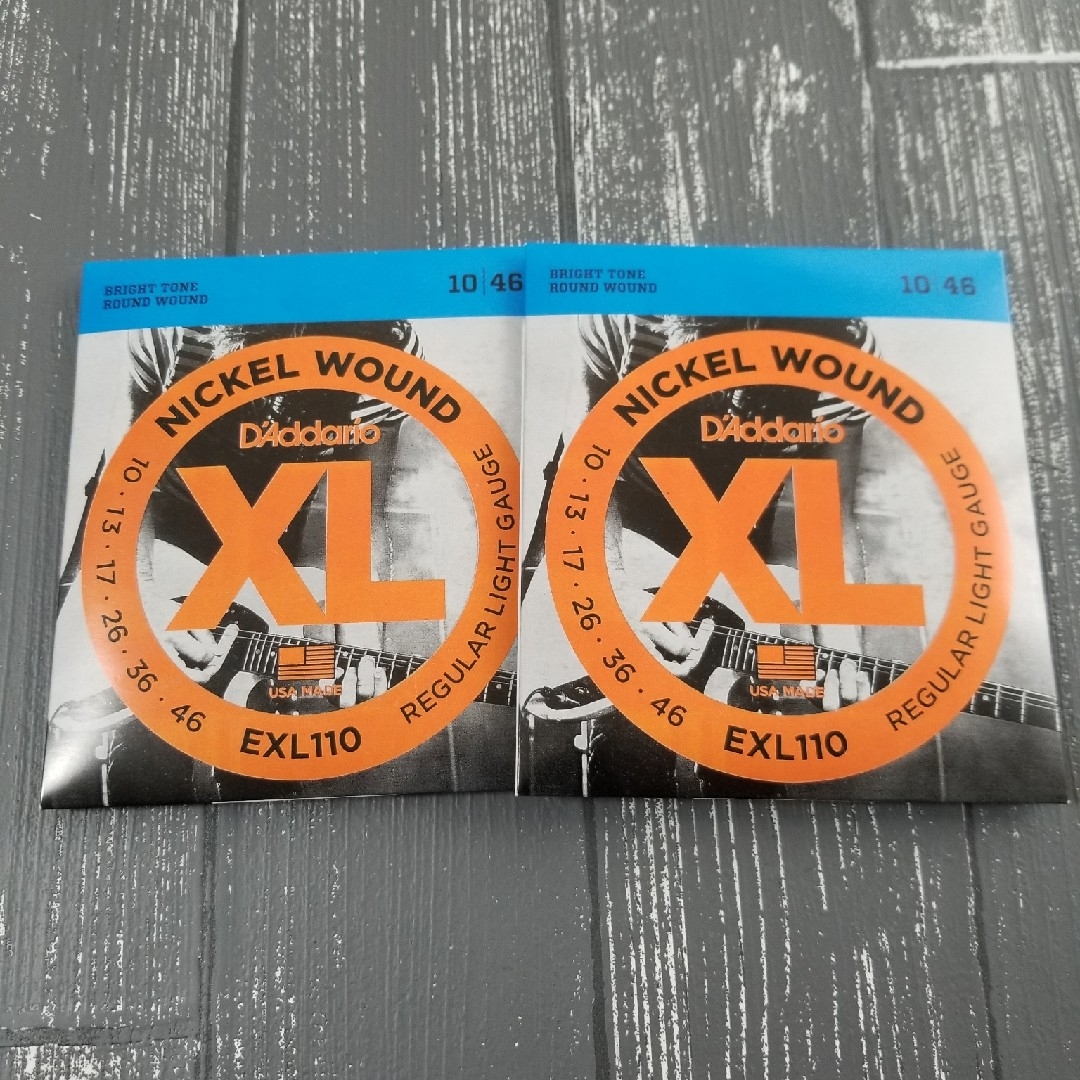 BRIGHT TONE
ROUND WOUND
10|46
NICKEL WOUND
D'Addario
XL
10 · 13 · 17 · 26 · 36 · 46
REGULAR LIGHT GAUGE
USA MADE
EXL110
BRIGHT TONE
ROUND WOUND
10 46
NICKEL WOUND
D'Addario
XL
10 · 13 · 17 · 26 · 36 · 46
REGULAR LIGHT GAUGE
USA MADE
EXL110